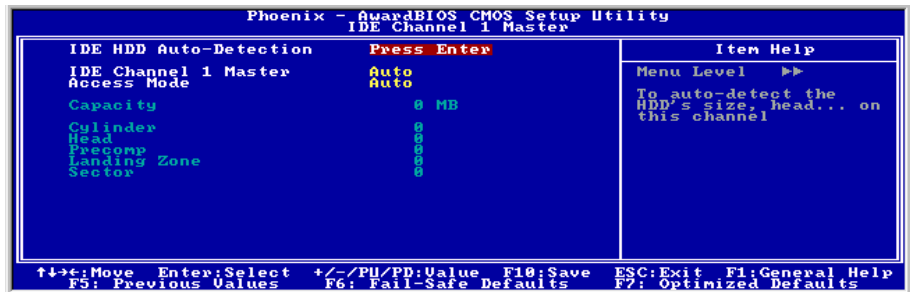 Phoenix - AwardBIOS CMOS Setup Utility
IDE Channel 1 Master
IDE HDD Auto-Detection Press Enter
IDE Channel 1 Master Auto
Access Mode Auto
Capacity 0 MB
Cylinder 0
Head 0
Precomp 0
Landing Zone 0
Sector 0
Item Help
Menu Level ▶▶
To auto-detect the
HDD's size, head... on
this channel
↑↓→←:Move Enter:Select +/-/PU/PD:Value F10:Save ESC:Exit F1:General Help
F5: Previous Values F6: Fail-Safe Defaults F7: Optimized Defaults